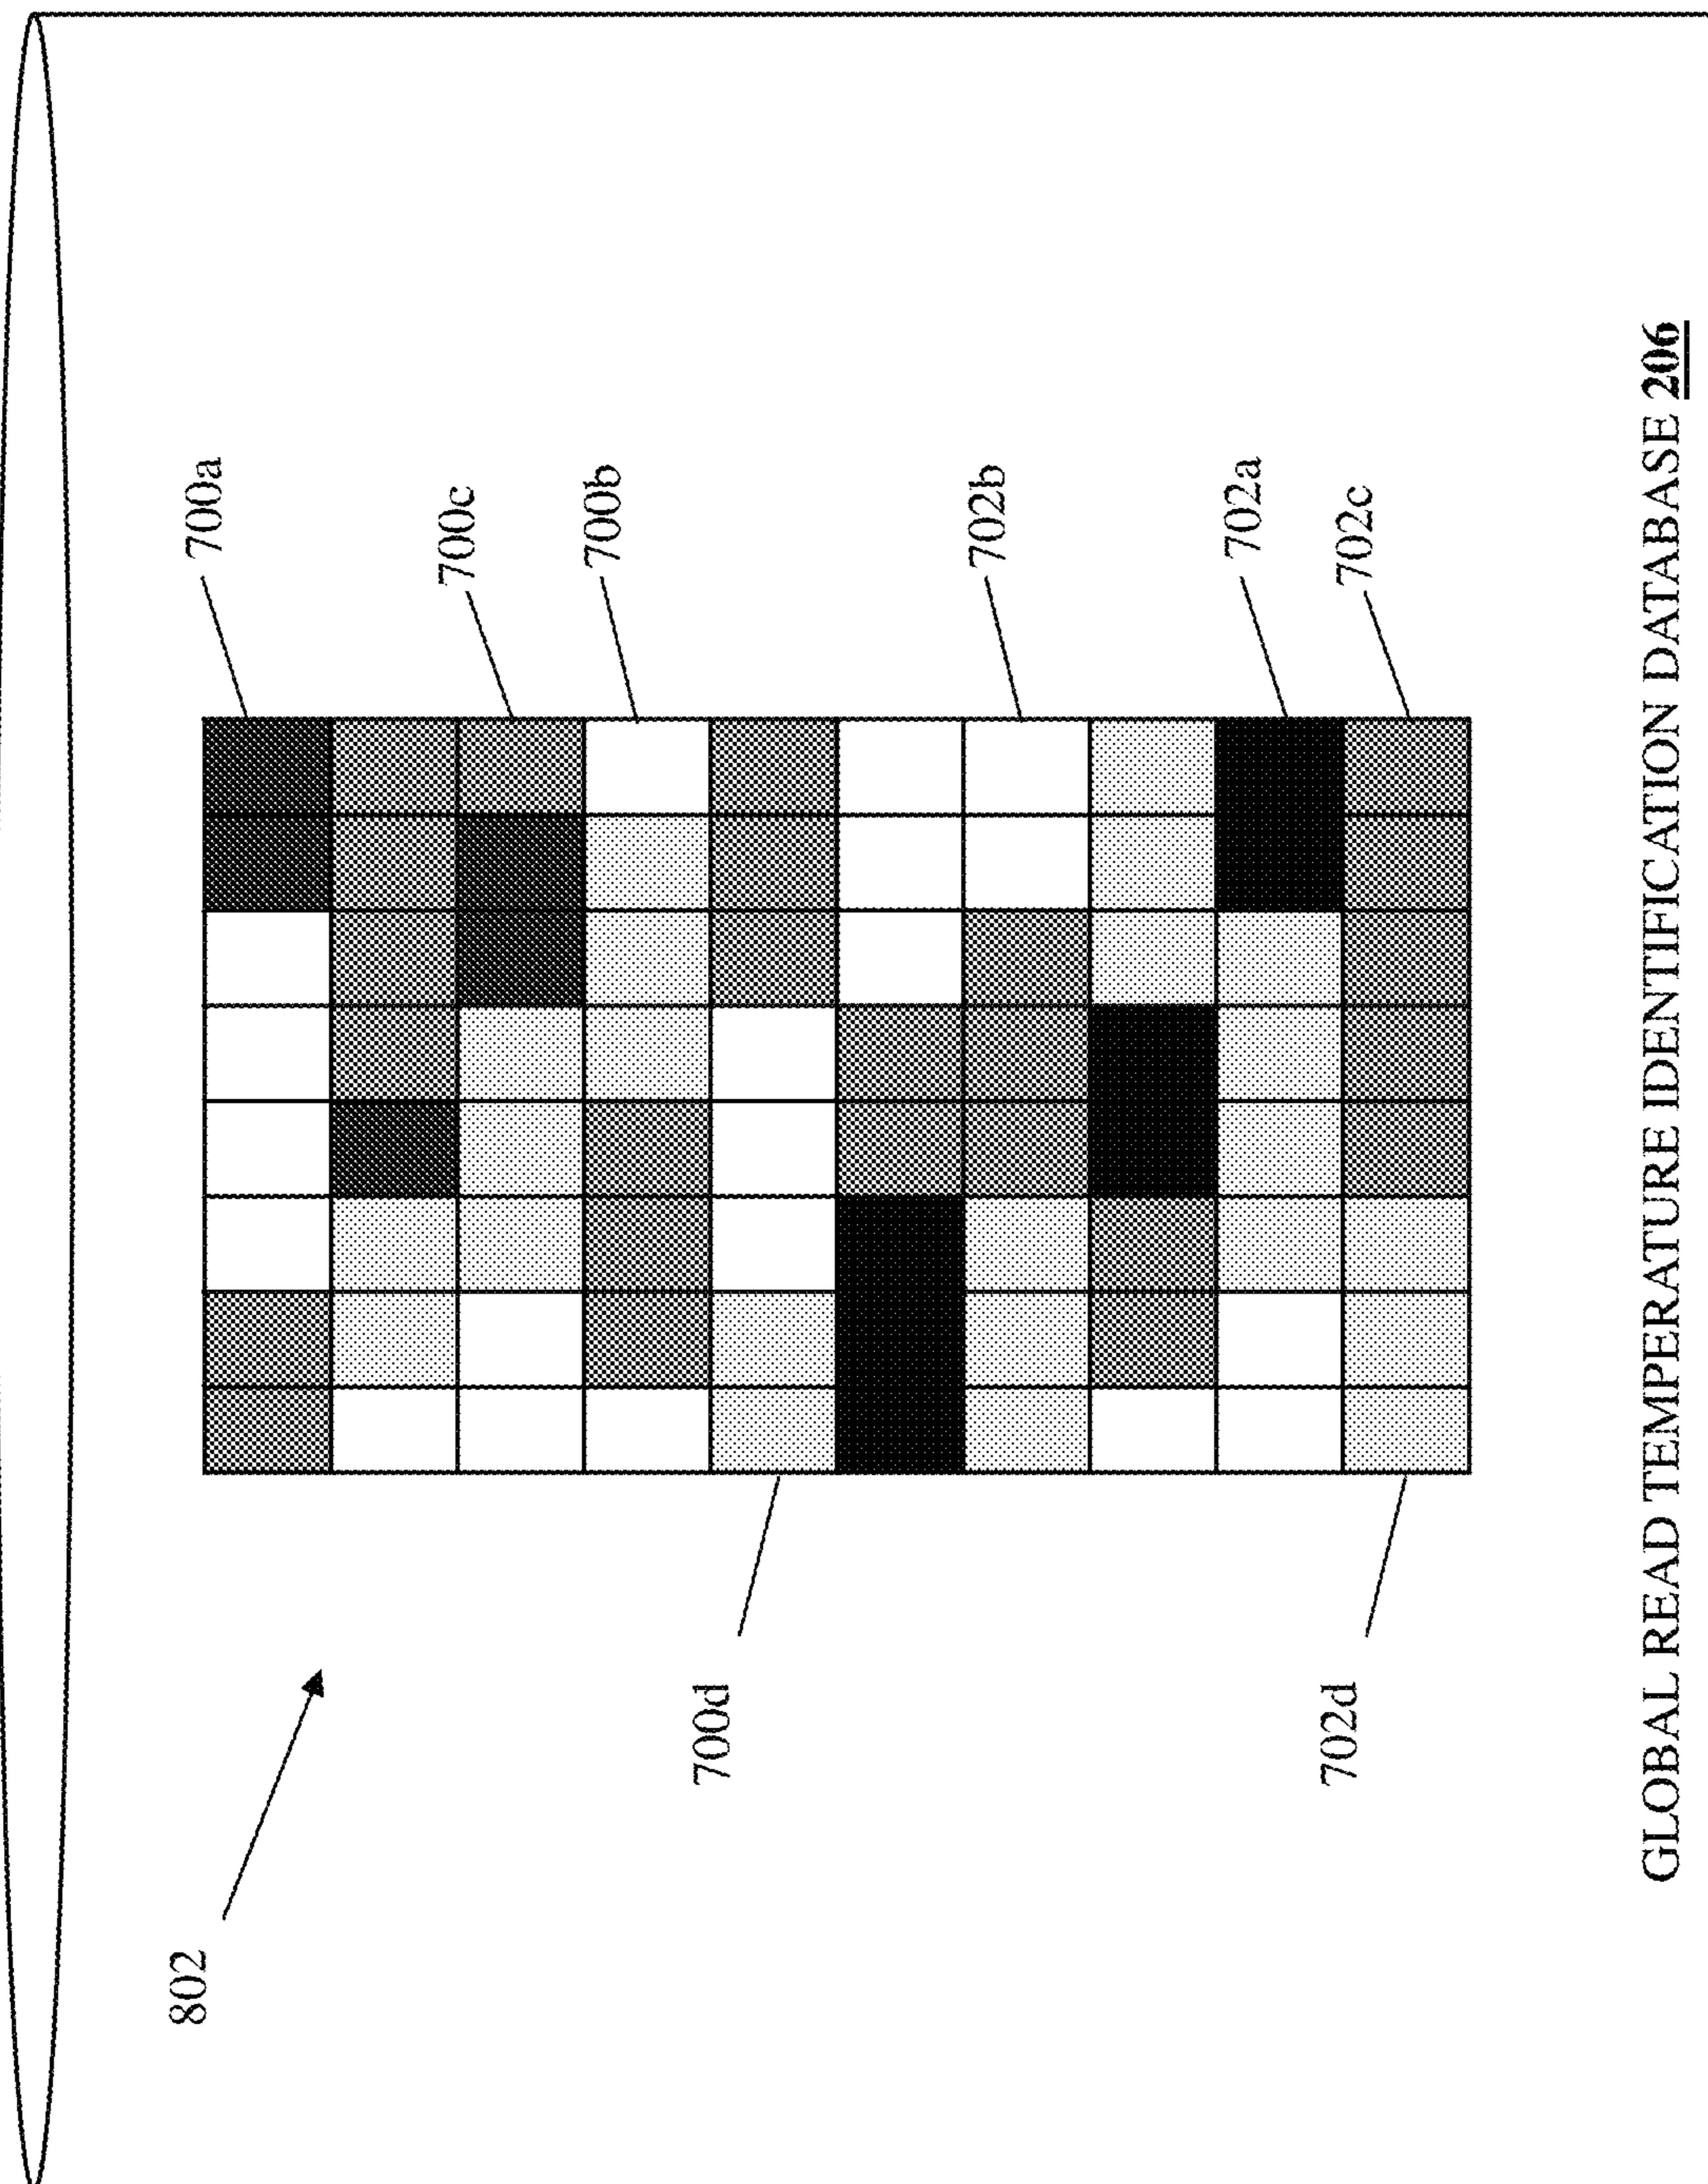 802
700a
700c
700b
700d
702b
702a
702c
702d
GLOBAL READ TEMPERATURE IDENTIFICATION DATABASE 206